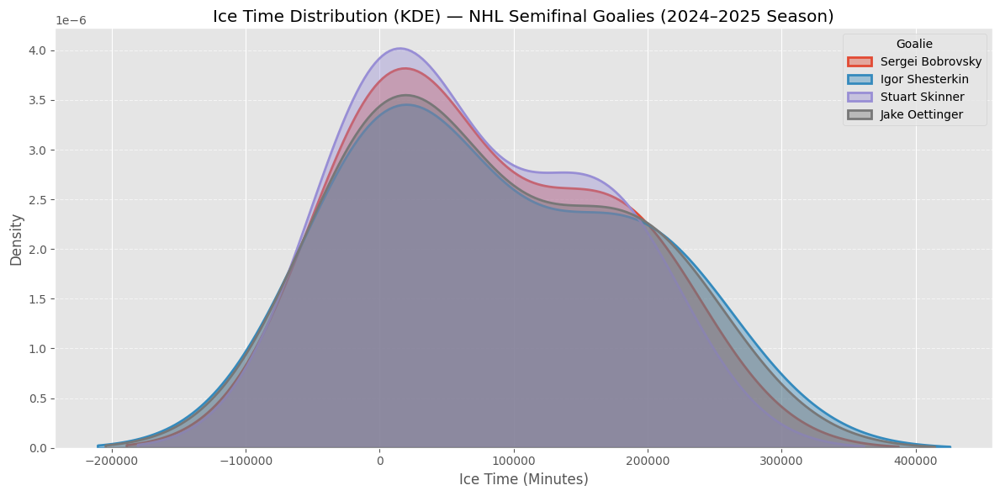 Ice Time Distribution (KDE) — NHL Semifinal Goalies (2024–2025 Season)
1e−6
Goalie
Sergei Bobrovsky
Igor Shesterkin
Stuart Skinner
Jake Oettinger
4.0
3.5
3.0
2.5
2.0
1.5
1.0
0.5
0.0
Density
−200000 −100000 0 100000 200000 300000 400000
Ice Time (Minutes)